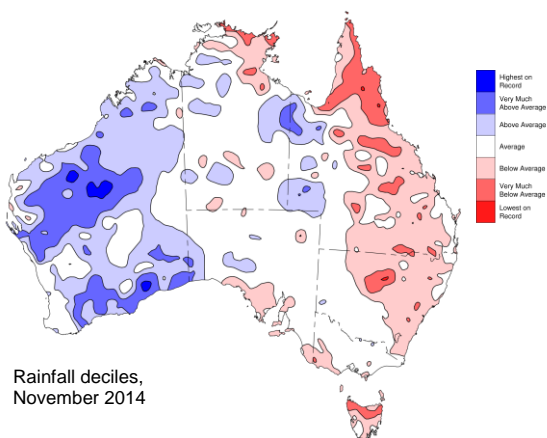 Highest on
Record
Very Much
Above Average
Above Average
Average
Below Average
Very Much
Below Average
Lowest on
Record
Rainfall deciles,
November 2014